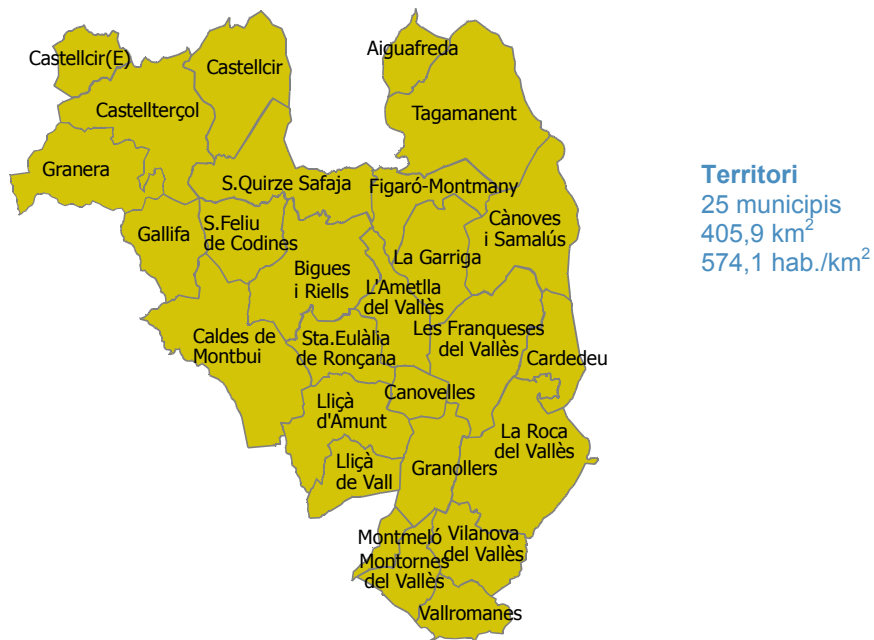 Aiguafreda
Castellcir(E)
Castellcir
Castellterçol
Tagamanent
Granera
S.Quirze Safaja
Figaró-Montmany
Gallifa
S.Feliu
de Codines
Cànoves
i Samalús
La Garriga
Bigues
i Riells
L'Ametlla
del Vallès
Caldes de
Montbui
Sta.Eulàlia
de Ronçana
Les Franqueses
del Vallès
Cardedeu
Canovelles
Lliçà
d'Amunt
La Roca
del Vallès
Lliçà
de Vall
Granollers
Montmeló
Vilanova
del Vallès
Montornes
del Vallès
Vallromanes
Territori
25 municipis
405,9 km²
574,1 hab./km²